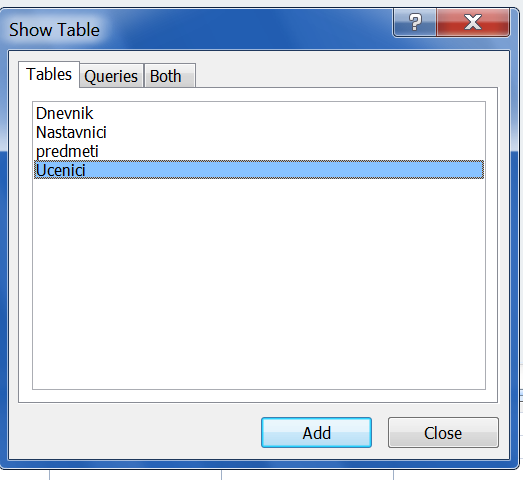 Show Table
?
Tables Queries Both
Dnevnik
Nastavnici
predmeti
Ucenici
Add Close